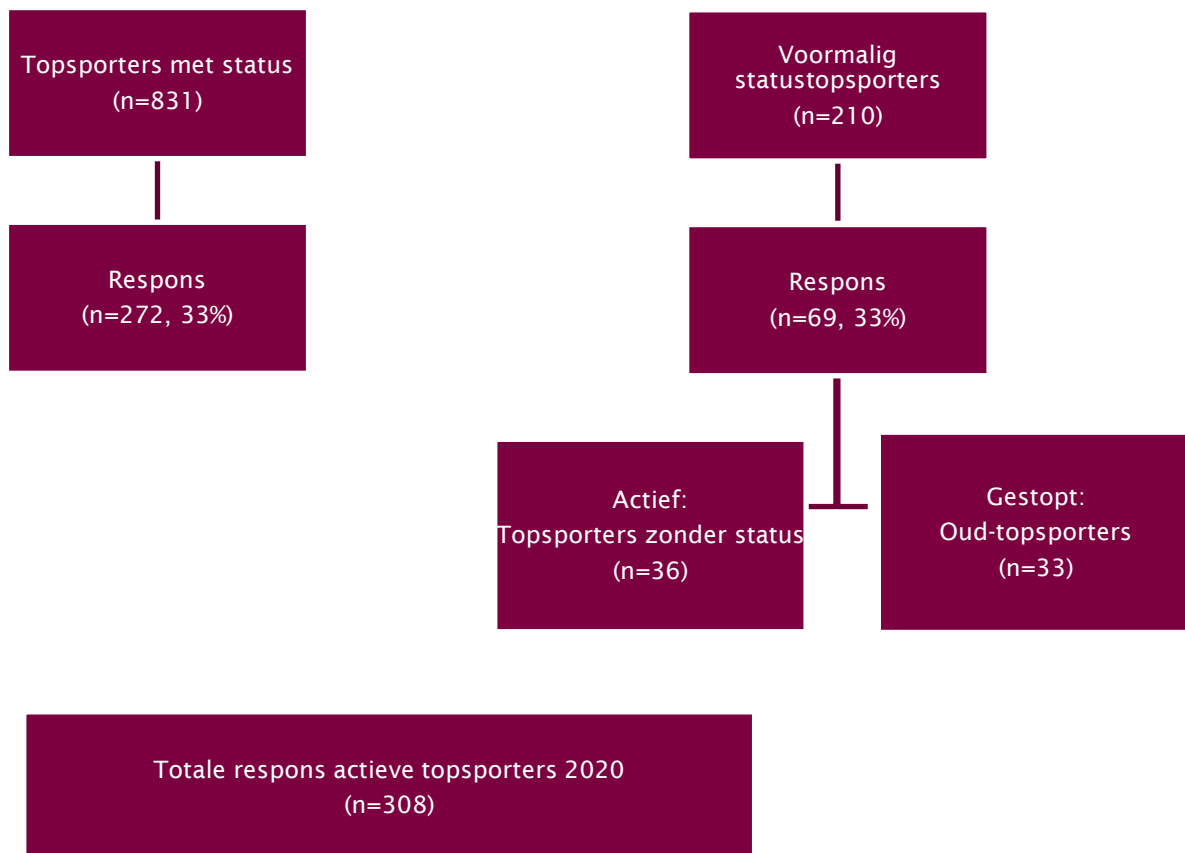 Topsporters met status
(n=831)
Voormalig
statustopsporters
(n=210)
Respons
(n=272, 33%)
Respons
(n=69, 33%)
Actief:
Topsporters zonder status
(n=36)
Gestopt:
Oud-topsporters
(n=33)
Totale respons actieve topsporters 2020
(n=308)